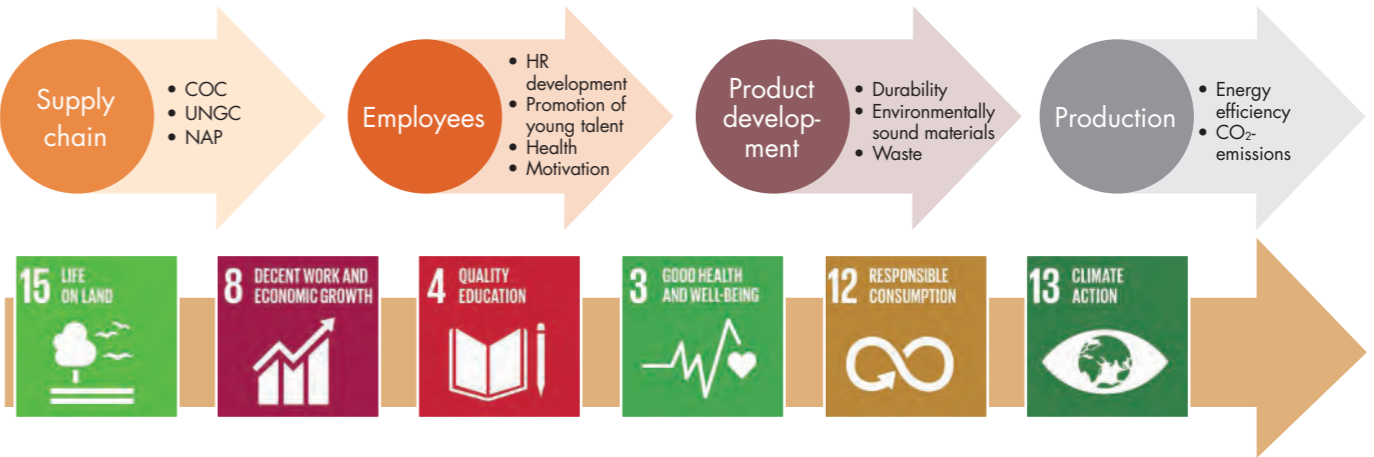 Supply
chain
• COC
• UNGC
• NAP
Employees
• HR
development
• Promotion of
young talent
• Health
• Motivation
Product
develop-
ment
• Durability
• Environmentally
sound materials
• Waste
Production
• Energy
efficiency
• CO₂-
emissions
15 LIFE
ON LAND
8 DECENT WORK AND
ECONOMIC GROWTH
4 QUALITY
EDUCATION
3 GOOD HEALTH
AND WELL-BEING
12 RESPONSIBLE
CONSUMPTION
13 CLIMATE
ACTION